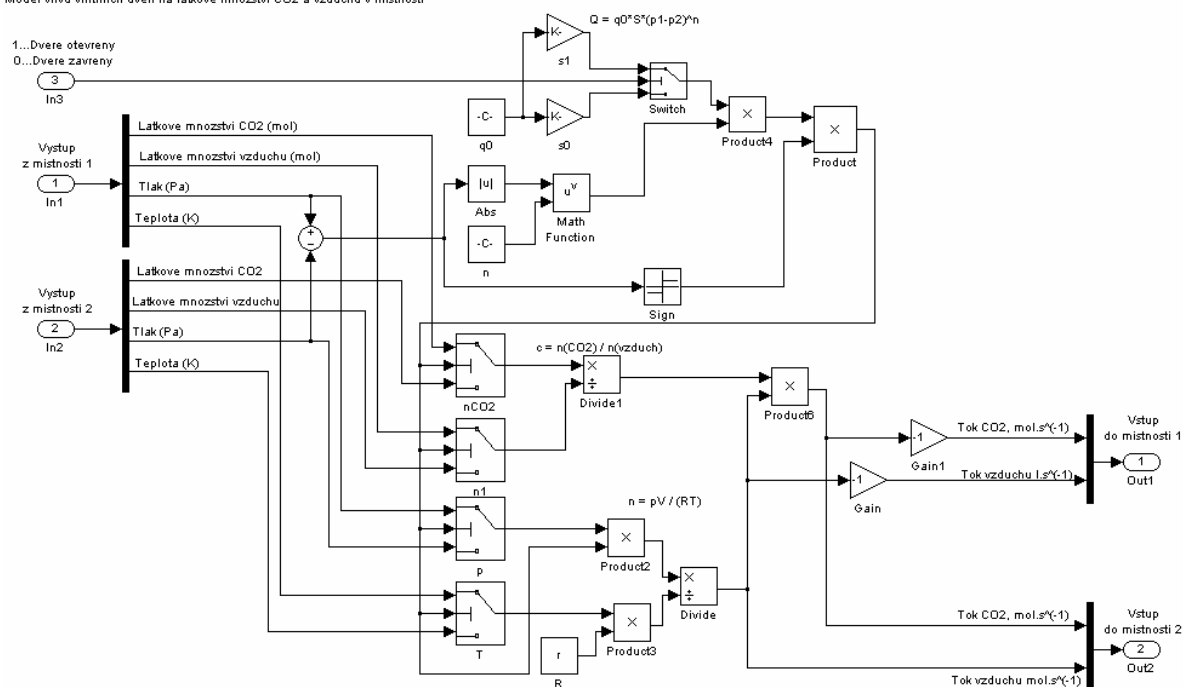 Model vlivu vnitrnich dveri na latkove mnozstvi CO2 a vzduchu v mistnosti
Q = q0*S*(p1-p2)^n
1...Dvere otevreny
0...Dvere zavreny
3
In3
K-
s1
Switch
-C-
q0
K-
s0
×
Product4
×
Product
Vystup
z mistnosti 1
1
In1
Latkove mnozstvi CO2 (mol)
Latkove mnozstvi vzduchu (mol)
Tlak (Pa)
Teplota (K)
+
−
|u|
Abs
u^v
Math
Function
-C-
n
Sign
Vystup
z mistnosti 2
2
In2
Latkove mnozstvi CO2
Latkove mnozstvi vzduchu
Tlak (Pa)
Teplota (K)
nCO2
c = n(CO2) / n(vzduch)
×
÷
Divide1
×
Product6
n1
-1
Gain1
Tok CO2, mol.s^(-1)
-1
Gain
Tok vzduchu l.s^(-1)
Vstup
do mistnosti 1
1
Out1
p
n = pV / (RT)
×
Product2
×
÷
Divide
T
×
Product3
r
R
Tok CO2, mol.s^(-1)
Tok vzduchu mol.s^(-1)
Vstup
do mistnosti 2
2
Out2